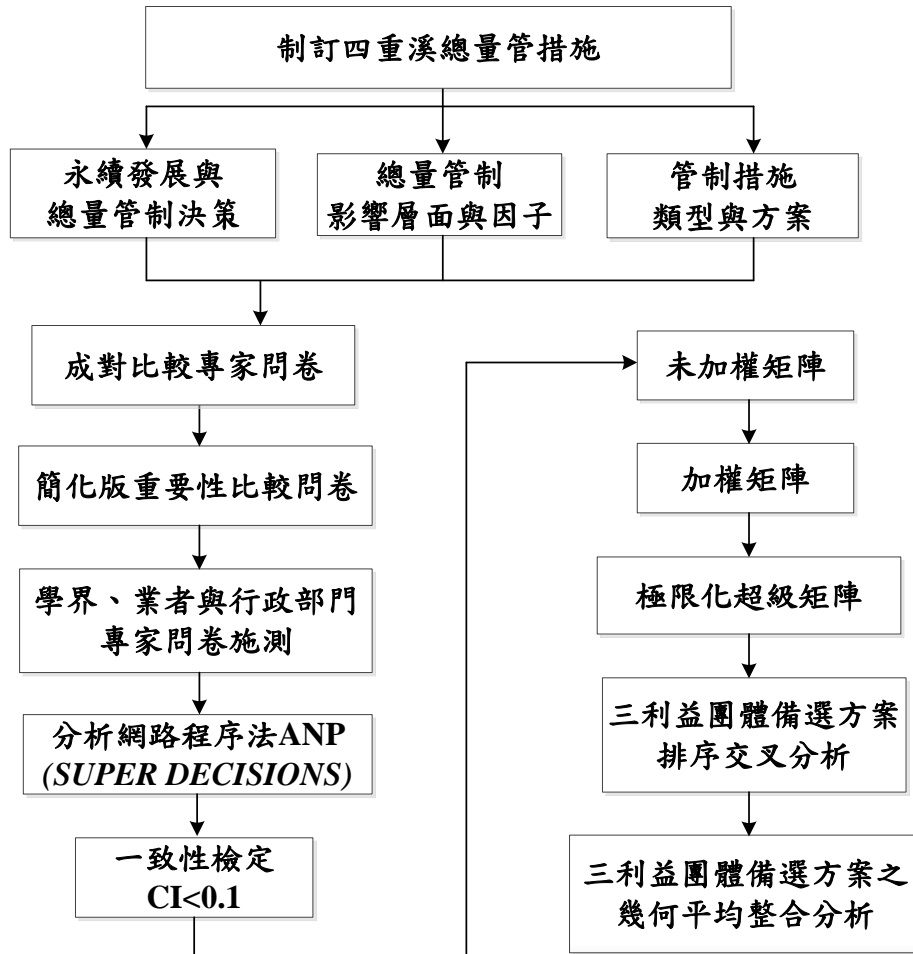 制訂四重溪總量管措施
永續發展與
總量管制決策
總量管制
影響層面與因子
管制措施
類型與方案
成對比較專家問卷
簡化版重要性比較問卷
學界、業者與行政部門
專家問卷施測
分析網路程序法ANP
(SUPER DECISIONS)
一致性檢定
CI<0.1
未加權矩陣
加權矩陣
極限化超級矩陣
三利益團體備選方案
排序交叉分析
三利益團體備選方案之
幾何平均整合分析